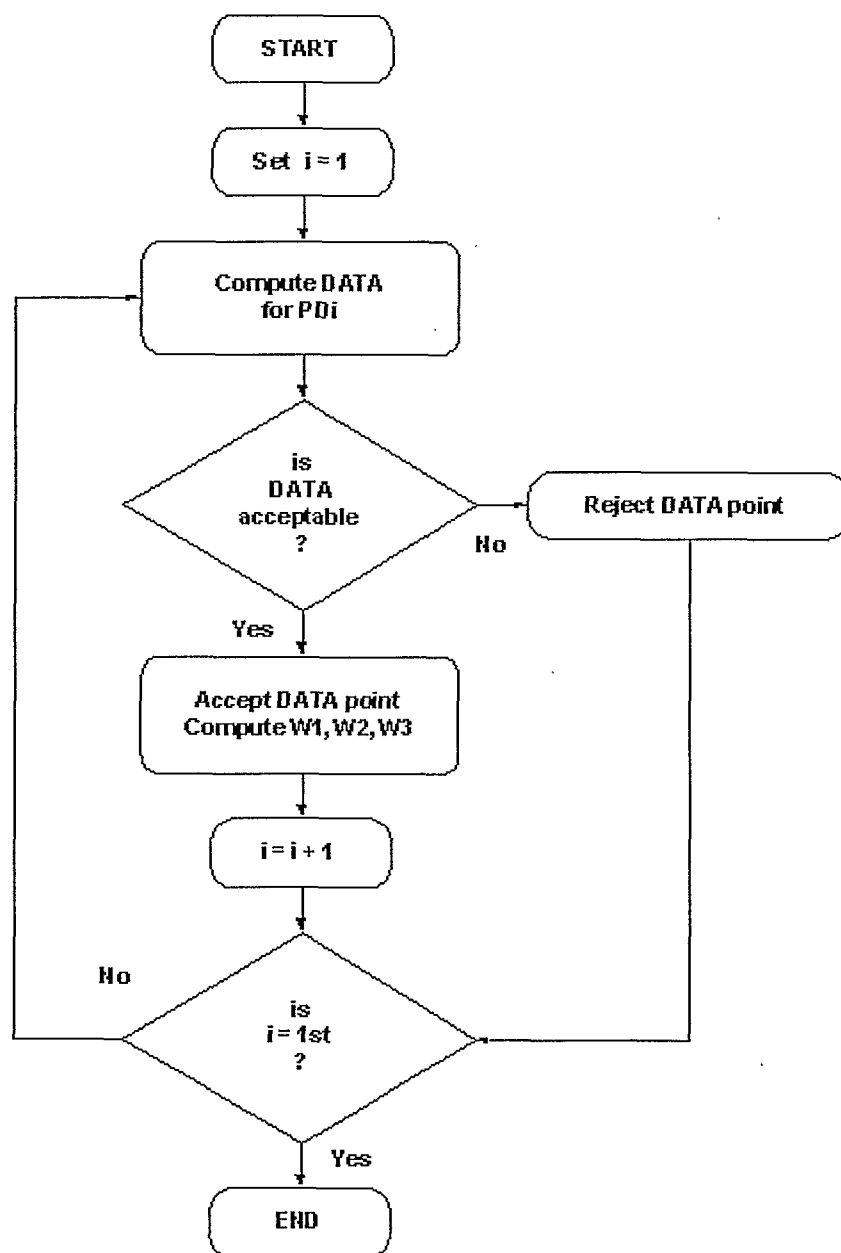 START
Set i = 1
Compute DATA
for PDi
is
DATA
acceptable
?
No
Reject DATA point
Yes
Accept DATA point
Compute W1, W2, W3
i = i + 1
No
is
i = 1st
?
Yes
END